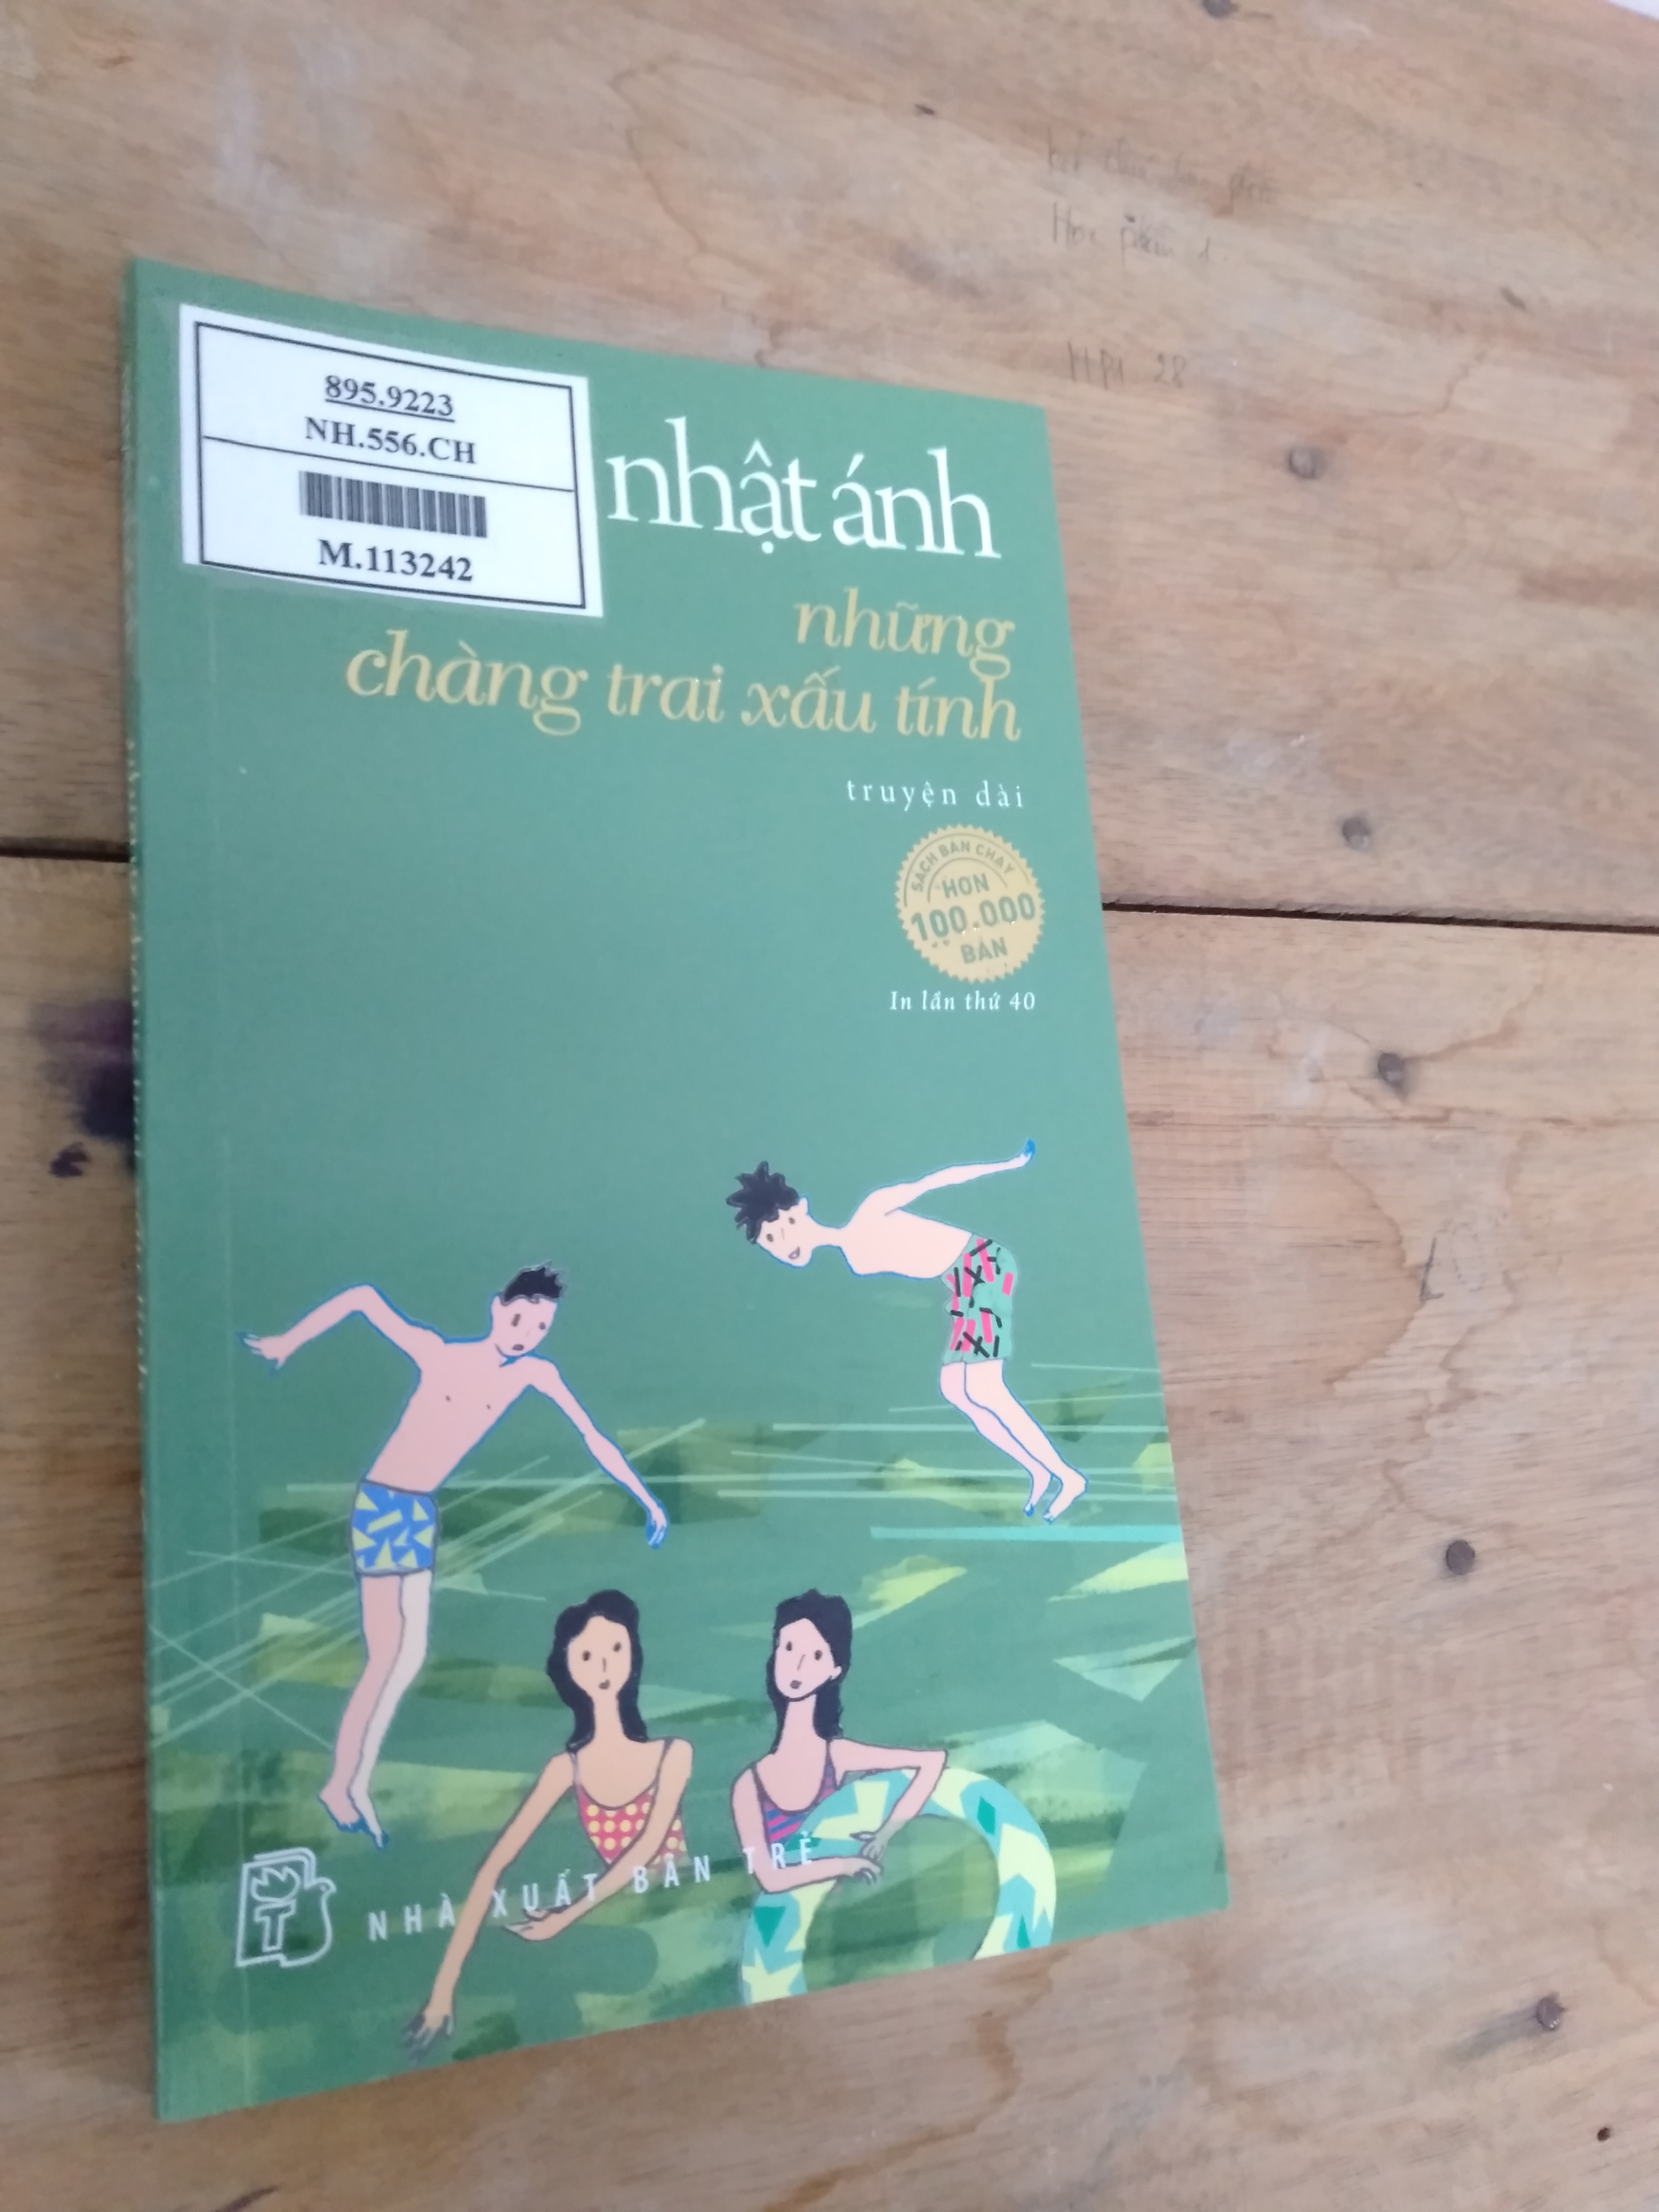 895.9223
NH.556.CH
M.113242
nhật ánh
những
chàng trai xấu tính
truyện dài
SÁCH BÁN CHẠY
HƠN
100.000
BẢN
In lần thứ 40
NHÀ XUẤT BẢN TRẺ
T